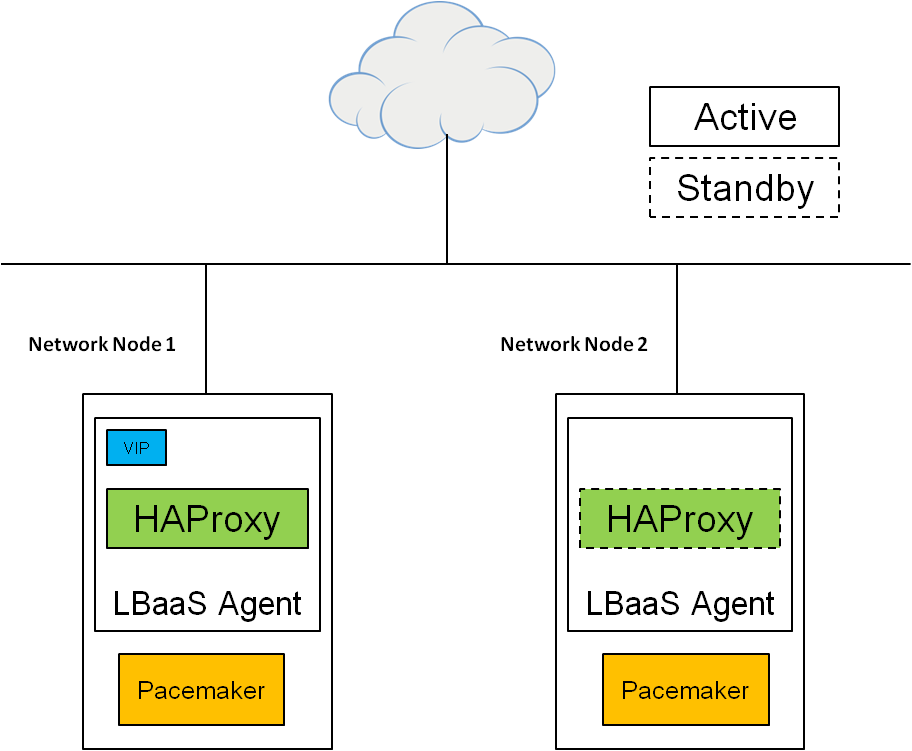 Active
Standby
Network Node 1
Network Node 2
VIP
HAProxy
LBaaS Agent
Pacemaker
HAProxy
LBaaS Agent
Pacemaker